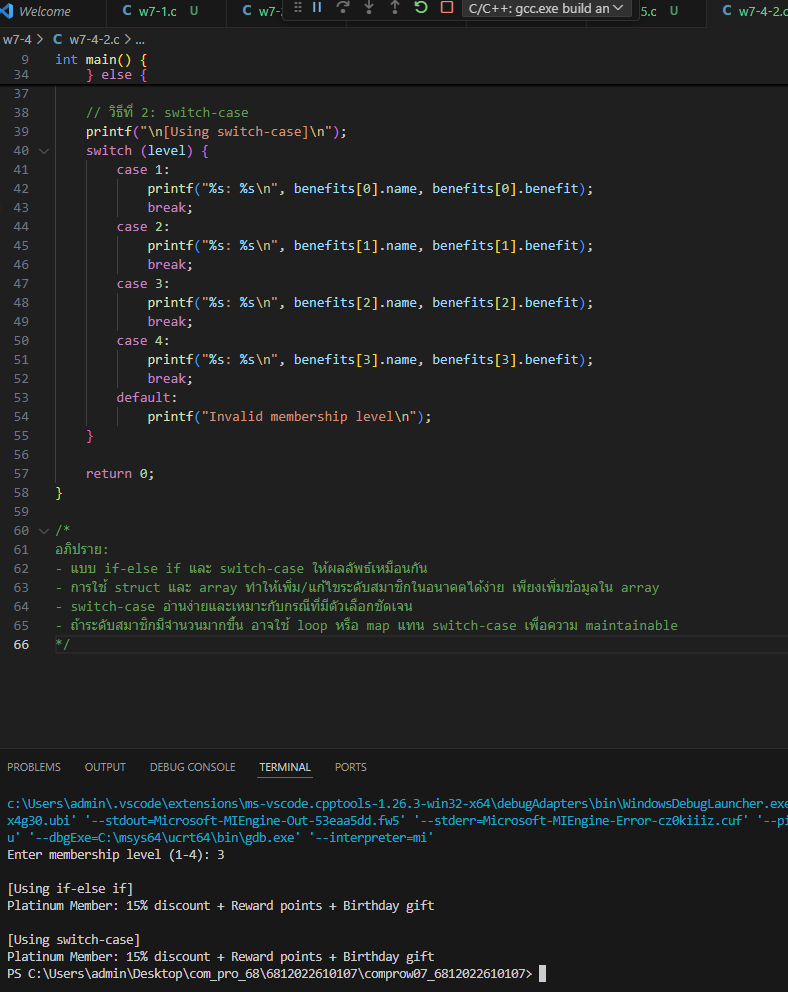 Welcome
C w7-1.c U
C w7-
C/C++: gcc.exe build an
5.c U
C w7-4-2.c
w7-4 > C w7-4-2.c > ...
9 int main() {
34 } else {
37
38 // วิธีที่ 2: switch-case
39 printf("\n[Using switch-case]\n");
40 switch (level) {
41 case 1:
42 printf("%s: %s\n", benefits[0].name, benefits[0].benefit);
43 break;
44 case 2:
45 printf("%s: %s\n", benefits[1].name, benefits[1].benefit);
46 break;
47 case 3:
48 printf("%s: %s\n", benefits[2].name, benefits[2].benefit);
49 break;
50 case 4:
51 printf("%s: %s\n", benefits[3].name, benefits[3].benefit);
52 break;
53 default:
54 printf("Invalid membership level\n");
55 }
56
57 return 0;
58 }
59
60 /*
61 อภิปราย:
62 - แบบ if-else if และ switch-case ให้ผลลัพธ์เหมือนกัน
63 - การใช้ struct และ array ทำให้เพิ่ม/แก้ไขระดับสมาชิกในอนาคตได้ง่าย เพียงเพิ่มข้อมูลใน array
64 - switch-case อ่านง่ายและเหมาะกับกรณีที่มีตัวเลือกชัดเจน
65 - ถ้าระดับสมาชิกมีจำนวนมากขึ้น อาจใช้ loop หรือ map แทน switch-case เพื่อความ maintainable
66 */
PROBLEMS OUTPUT DEBUG CONSOLE TERMINAL PORTS
c:\Users\admin\.vscode\extensions\ms-vscode.cpptools-1.26.3-win32-x64\debugAdapters\bin\WindowsDebugLauncher.exe
x4g30.ubi' '--stdout=Microsoft-MIEngine-Out-53eaa5dd.fw5' '--stderr=Microsoft-MIEngine-Error-cz0kiiiz.cuf' '--pi
u' '--dbgExe=C:\msys64\ucrt64\bin\gdb.exe' '--interpreter=mi'
Enter membership level (1-4): 3
[Using if-else if]
Platinum Member: 15% discount + Reward points + Birthday gift
[Using switch-case]
Platinum Member: 15% discount + Reward points + Birthday gift
PS C:\Users\admin\Desktop\com_pro_68\6812022610107\comprow07_6812022610107>